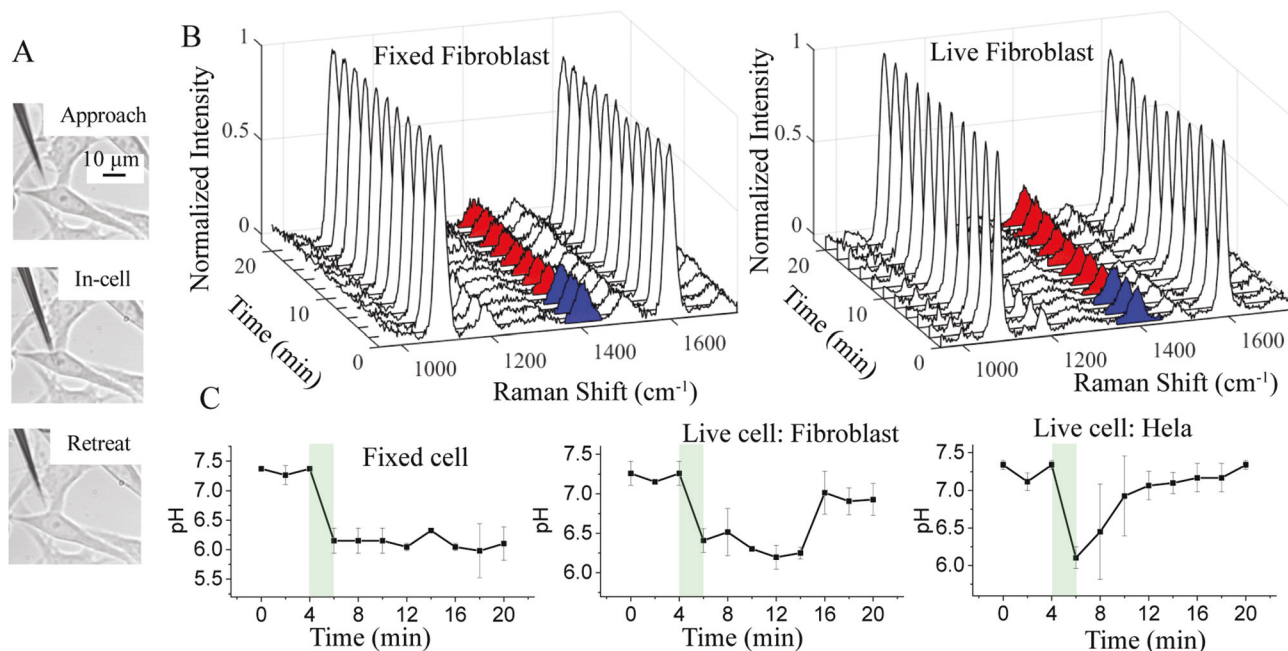 A
Approach
10 μm
In-cell
Retreat
B
Fixed Fibroblast
Normalized Intensity
1
0.5
0
20
10
0
Time (min)
1000
1200
1400
1600
Raman Shift (cm⁻¹)
Live Fibroblast
Normalized Intensity
1
0.5
0
20
10
0
Time (min)
1000
1200
1400
1600
Raman Shift (cm⁻¹)
C
Fixed cell
pH
7.5
7.0
6.5
6.0
5.5
0 4 8 12 16 20
Time (min)
Live cell: Fibroblast
pH
7.5
7.0
6.5
6.0
0 4 8 12 16 20
Time (min)
Live cell: Hela
pH
7.5
7.0
6.5
6.0
0 4 8 12 16 20
Time (min)